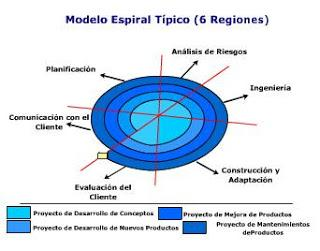 Modelo Espiral Típico (6 Regiones)
Análisis de Riesgos
Planificación
Ingeniería
Comunicación con el
Cliente
Construcción y
Adaptación
Evaluación del
Cliente
Proyecto de Desarrollo de Conceptos
Proyecto de Mejora de Productos
Proyecto de Desarrollo de Nuevos Productos
Proyecto de Mantenimientos
deProductos